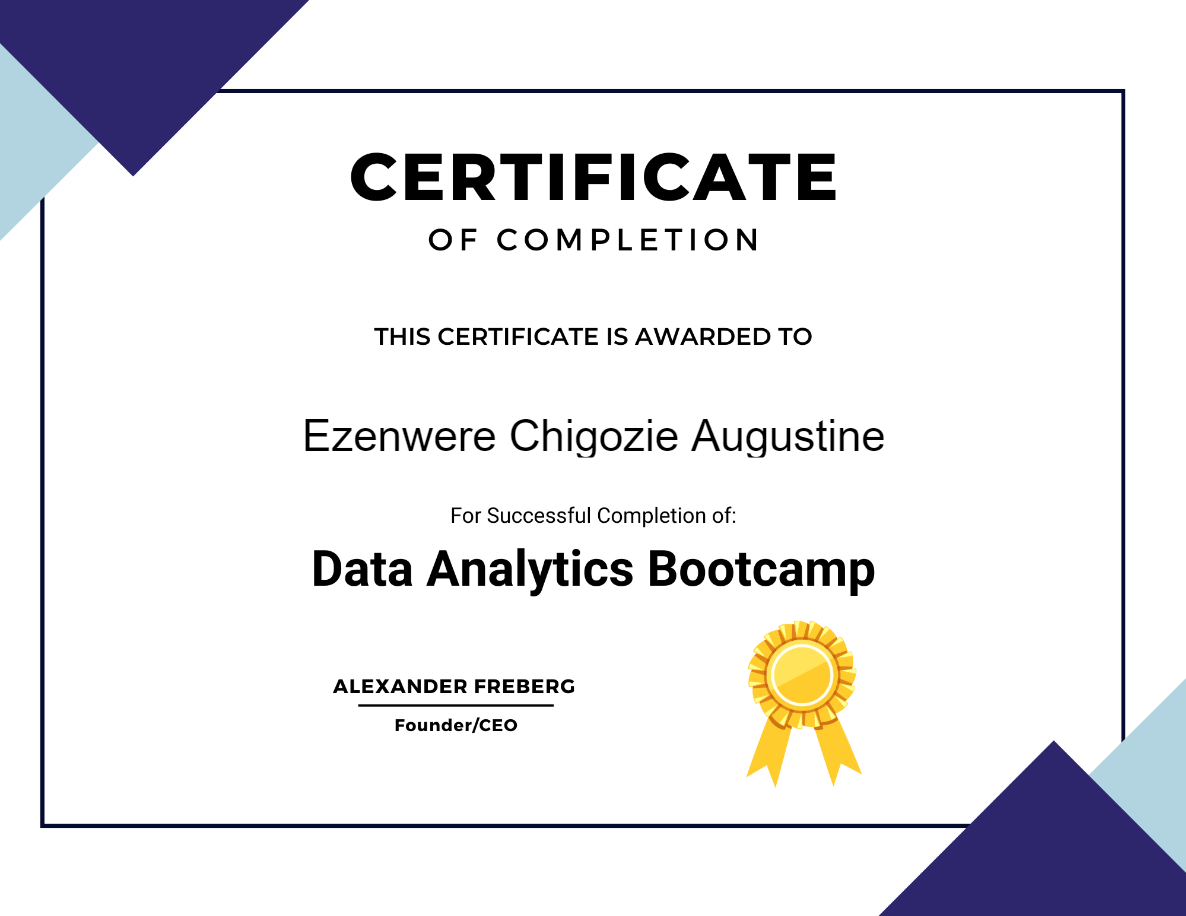 CERTIFICATE
OF COMPLETION
THIS CERTIFICATE IS AWARDED TO
Ezenwere Chigozie Augustine
For Successful Completion of:
Data Analytics Bootcamp
ALEXANDER FREBERG
Founder/CEO